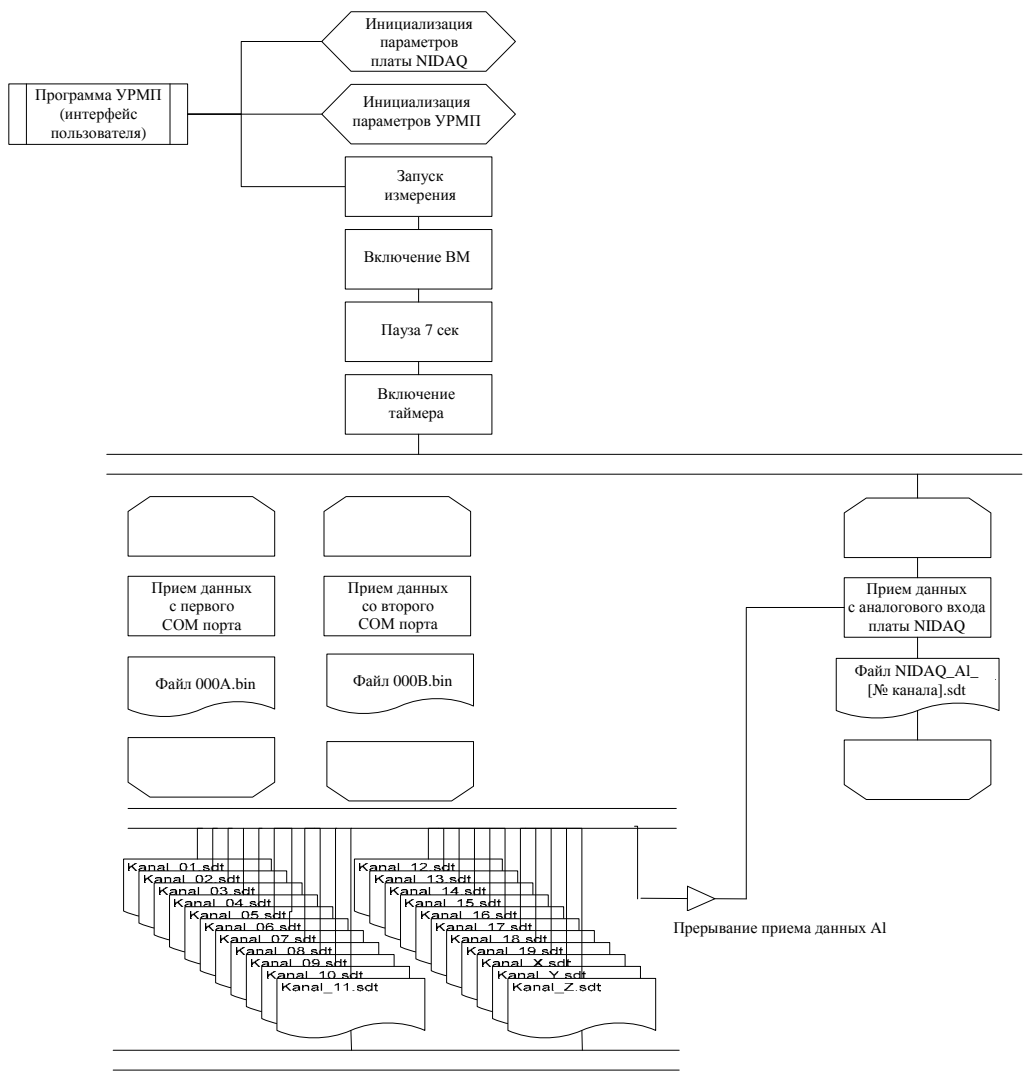 Инициализация
параметров
платы NIDAQ
Программа УРМП
(интерфейс
пользователя)
Инициализация
параметров УРМП
Запуск
измерения
Включение ВМ
Пауза 7 сек
Включение
таймера
Прием данных
с первого
COM порта
Прием данных
со второго
COM порта
Прием данных
с аналогового входа
платы NIDAQ
Файл 000A.bin
Файл 000B.bin
Файл NIDAQ_Al_
[№ канала].sdt
Kanal_01.sdt
Kanal_02.sdt
Kanal_03.sdt
Kanal_04.sdt
Kanal_05.sdt
Kanal_06.sdt
Kanal_07.sdt
Kanal_08.sdt
Kanal_09.sdt
Kanal_10.sdt
Kanal_11.sdt
Kanal_12.sdt
Kanal_13.sdt
Kanal_14.sdt
Kanal_15.sdt
Kanal_16.sdt
Kanal_17.sdt
Kanal_18.sdt
Kanal_19.sdt
Kanal_X.sdt
Kanal_Y.sdt
Kanal_Z.sdt
Прерывание приема данных Al